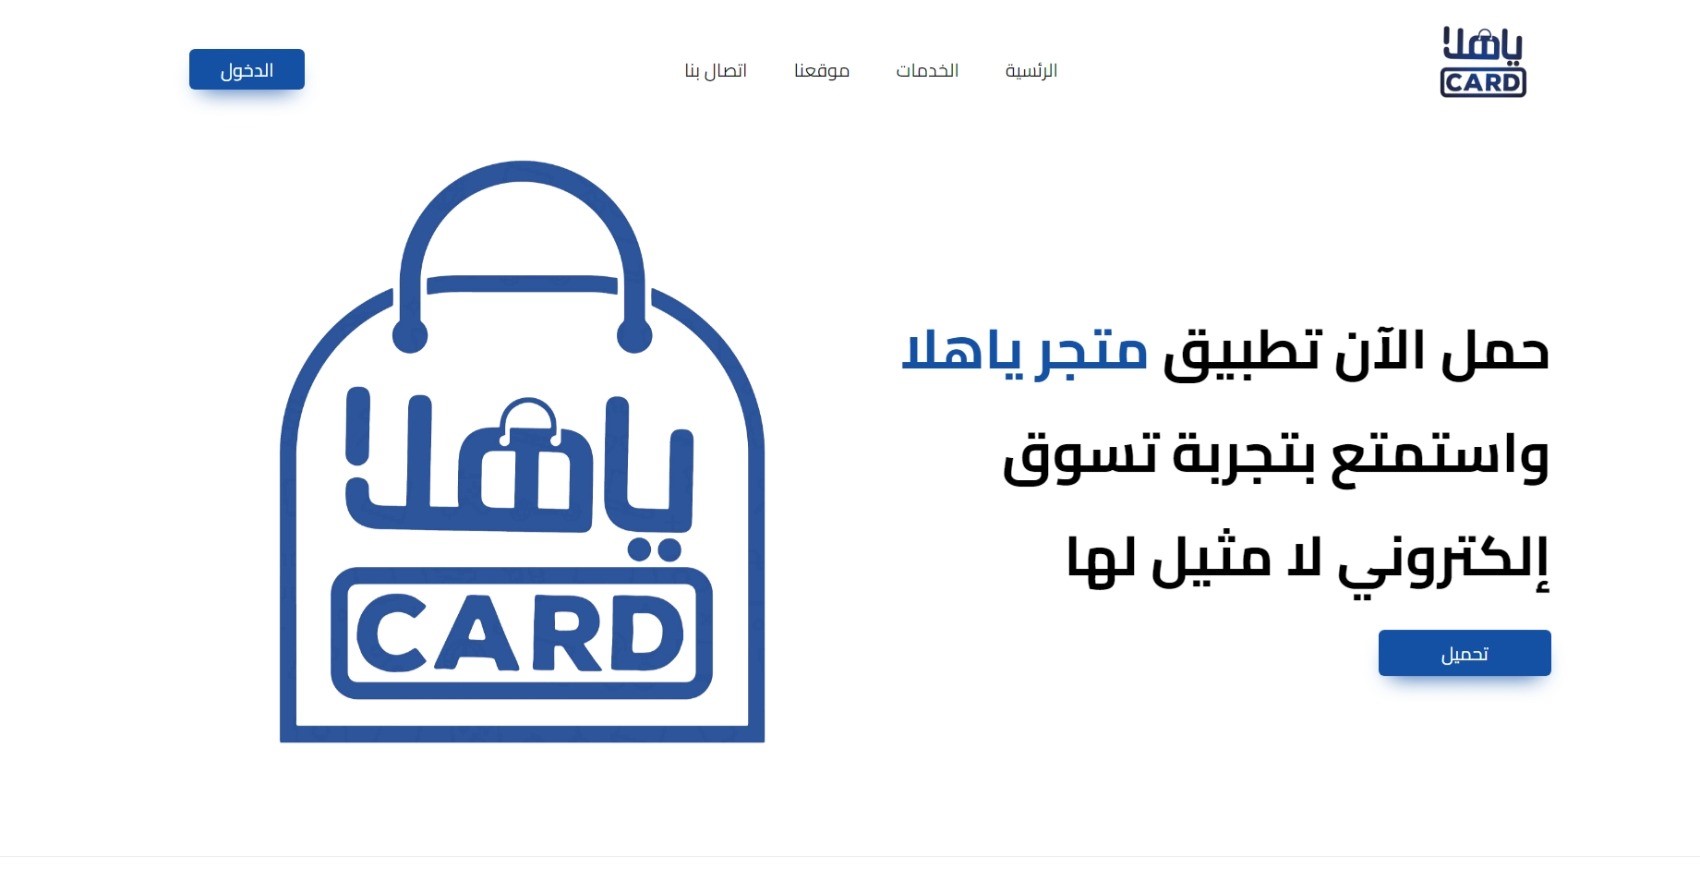 ياهلا
CARD
الرئسية
الخدمات
موقعنا
اتصال بنا
الدخول
حمل الآن تطبيق متجر ياهلا
واستمتع بتجربة تسوق
إلكتروني لا مثيل لها
تحميل
ياهلا
CARD